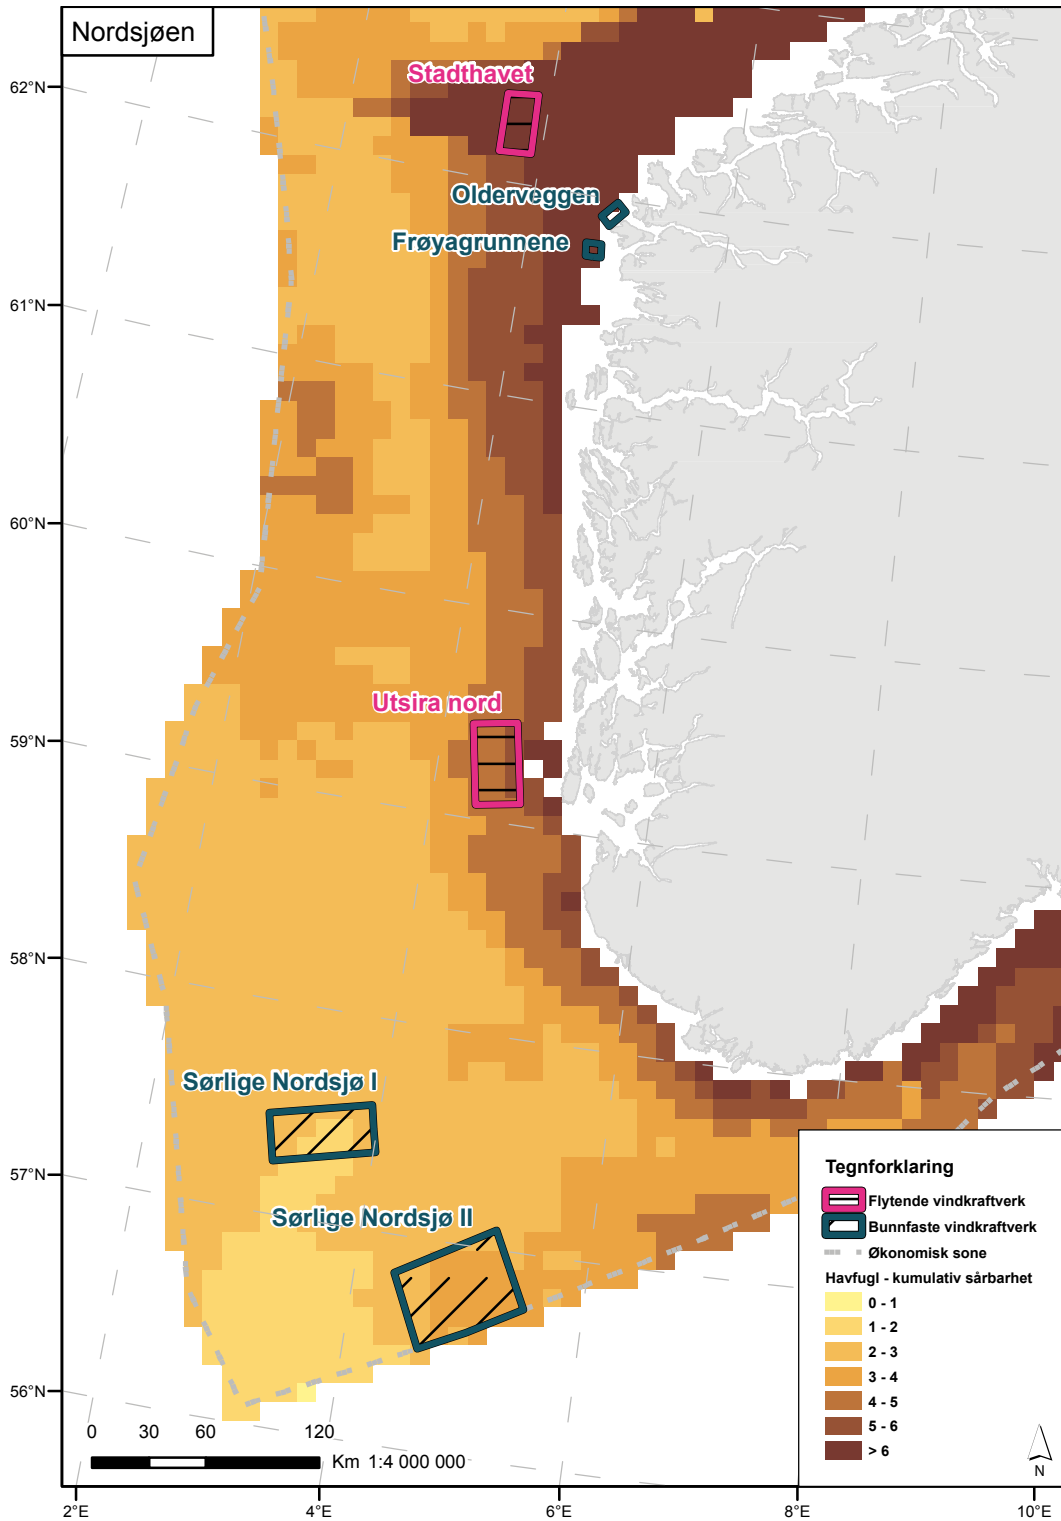 Nordsjøen
62°N
61°N
60°N
59°N
58°N
57°N
56°N
Stadthavet
Olderveggen
Frøyagrunnene
Utsira nord
Sørlige Nordsjø I
Sørlige Nordsjø II
Tegnforklaring
Flytende vindkraftverk
Bunnfaste vindkraftverk
Økonomisk sone
Havfugl - kumulativ sårbarhet
0 - 1
1 - 2
2 - 3
3 - 4
4 - 5
5 - 6
> 6
N
0 30 60 120
Km 1:4 000 000
2°E 4°E 6°E 8°E 10°E